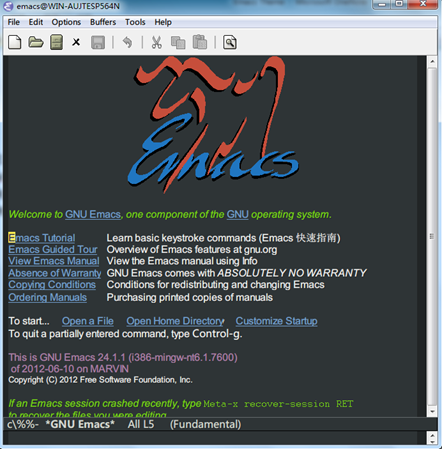 emacs@WIN-AUJTESP564N
File Edit Options Buffers Tools Help
Emacs
Welcome to GNU Emacs, one component of the GNU operating system.
Emacs Tutorial Learn basic keystroke commands (Emacs 快速指南)
Emacs Guided Tour Overview of Emacs features at gnu.org
View Emacs Manual View the Emacs manual using Info
Absence of Warranty GNU Emacs comes with ABSOLUTELY NO WARRANTY
Copying Conditions Conditions for redistributing and changing Emacs
Ordering Manuals Purchasing printed copies of manuals
To start... Open a File Open Home Directory Customize Startup
To quit a partially entered command, type Control-g.
This is GNU Emacs 24.1.1 (i386-mingw-nt6.1.7600)
of 2012-06-10 on MARVIN
Copyright (C) 2012 Free Software Foundation, Inc.
If an Emacs session crashed recently, type Meta-x recover-session RET
to recover the files you were editing.
c\%%- *GNU Emacs* All L5 (Fundamental)